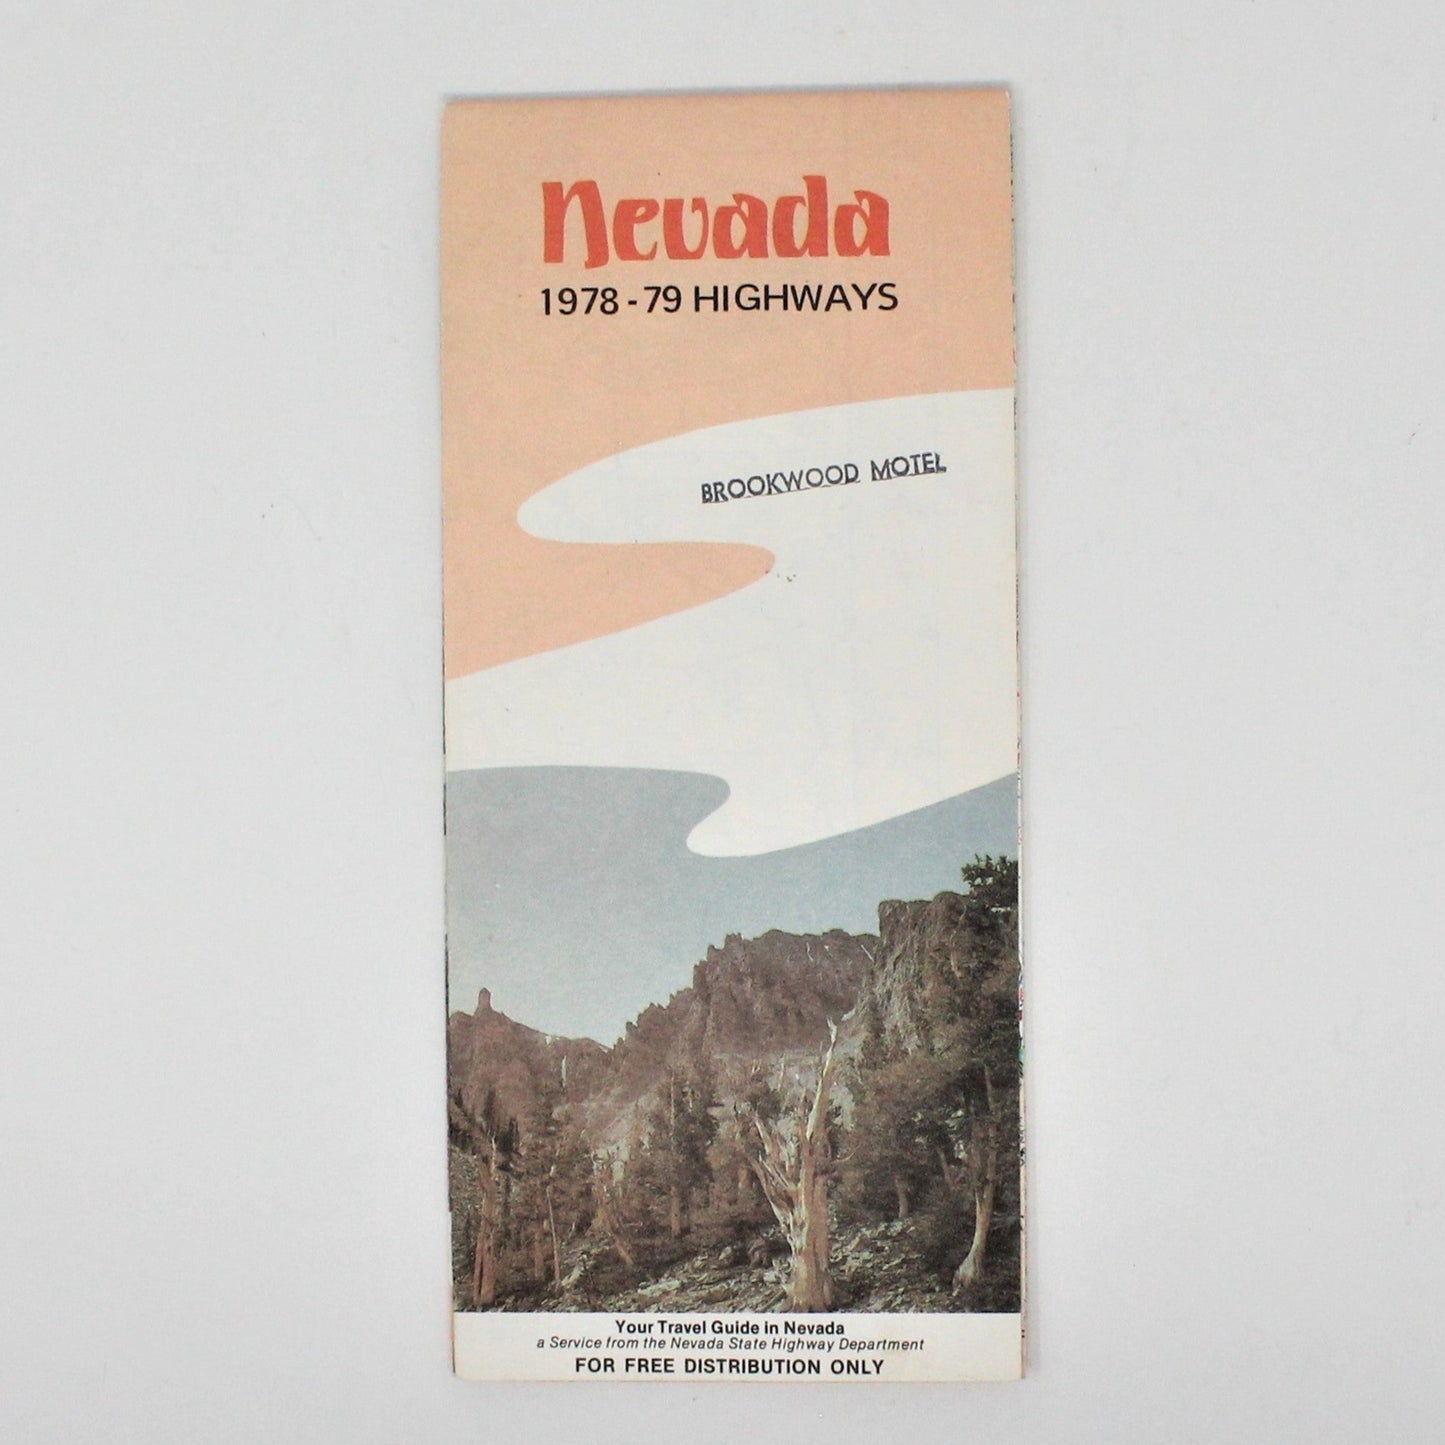 Nevada
1978-79 HIGHWAYS
BROOKWOOD MOTEL
Your Travel Guide in Nevada
a Service from the Nevada State Highway Department
FOR FREE DISTRIBUTION ONLY